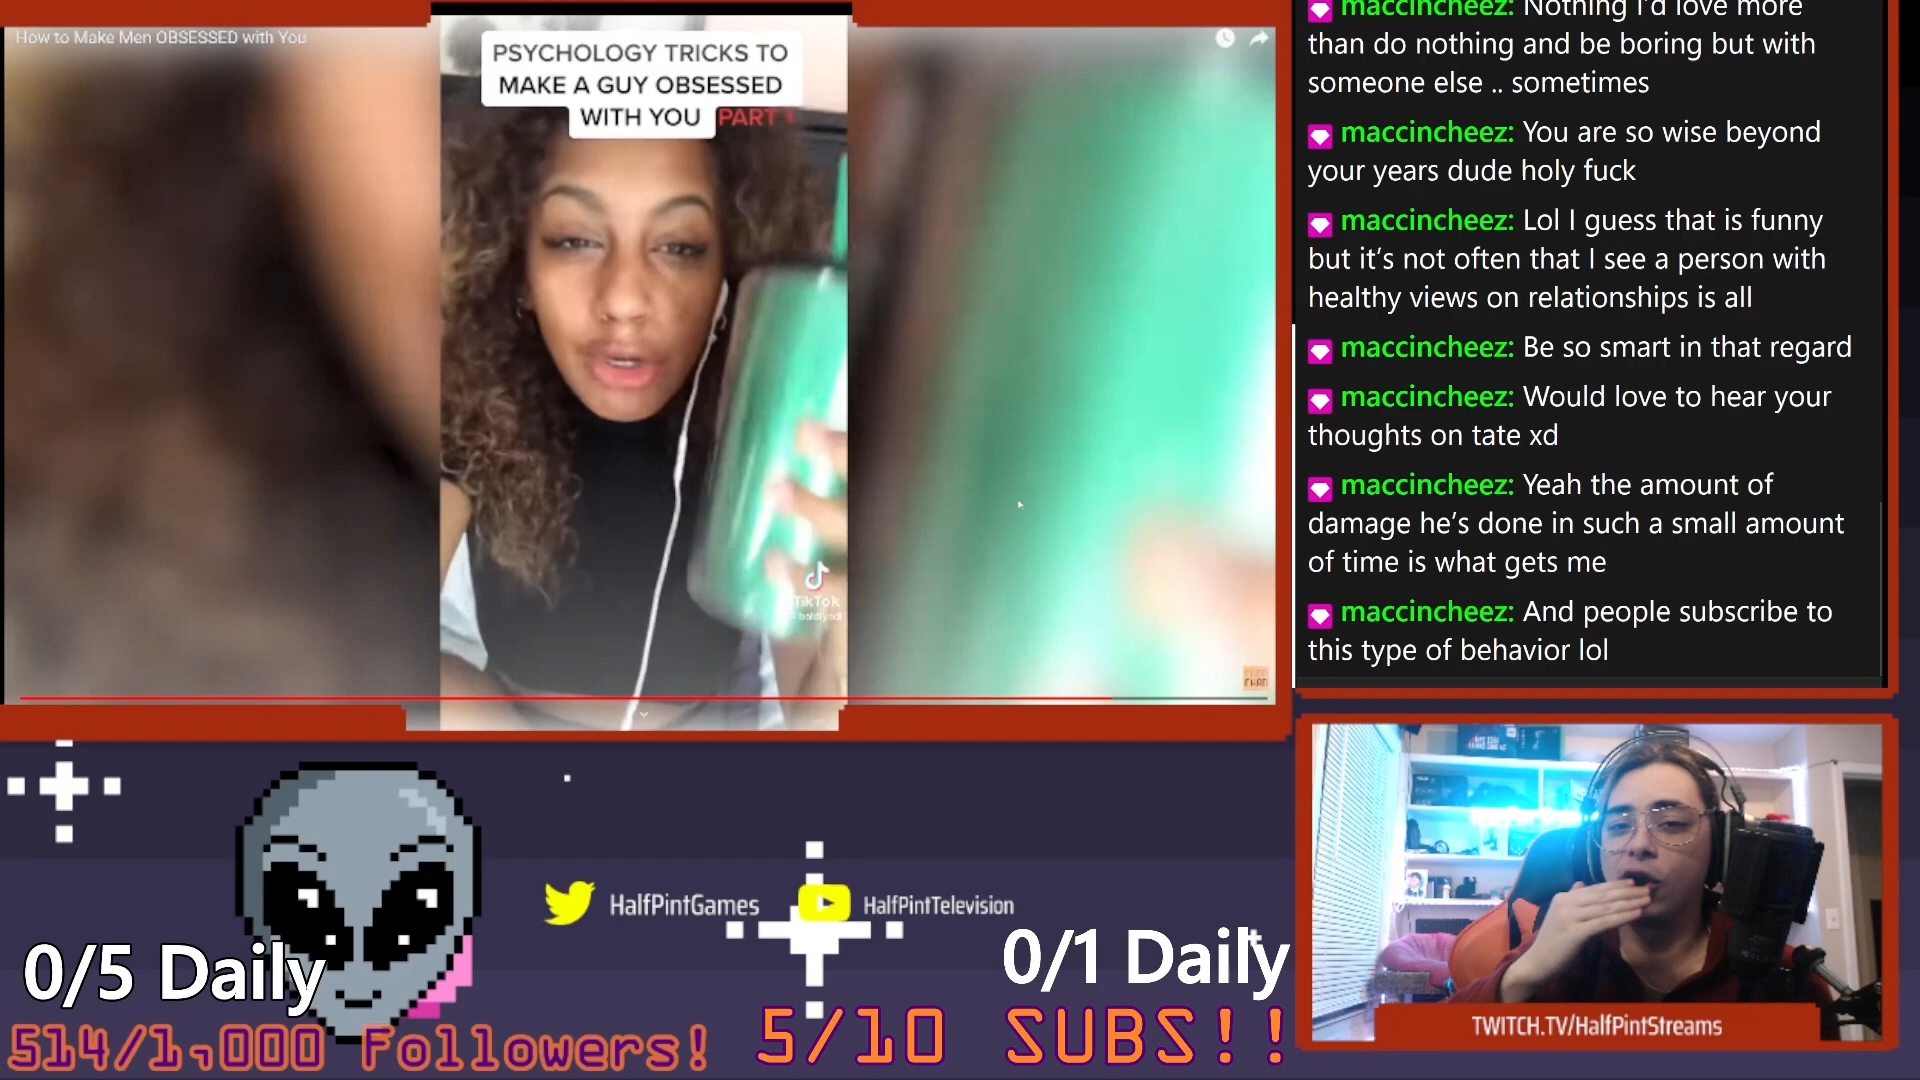 How to Make Men OBSESSED with You
PSYCHOLOGY TRICKS TO
MAKE A GUY OBSESSED
WITH YOU PART 1
TikTok
maccincheez: Nothing I'd love more
than do nothing and be boring but with
someone else .. sometimes
maccincheez: You are so wise beyond
your years dude holy fuck
maccincheez: Lol I guess that is funny
but it's not often that I see a person with
healthy views on relationships is all
maccincheez: Be so smart in that regard
maccincheez: Would love to hear your
thoughts on tate xd
maccincheez: Yeah the amount of
damage he's done in such a small amount
of time is what gets me
maccincheez: And people subscribe to
this type of behavior lol
HalfPintGames
HalfPintTelevision
0/5 Daily
0/1 Daily
514/1,000 Followers!
5/10 SUBS!!
TWITCH.TV/HalfPintStreams